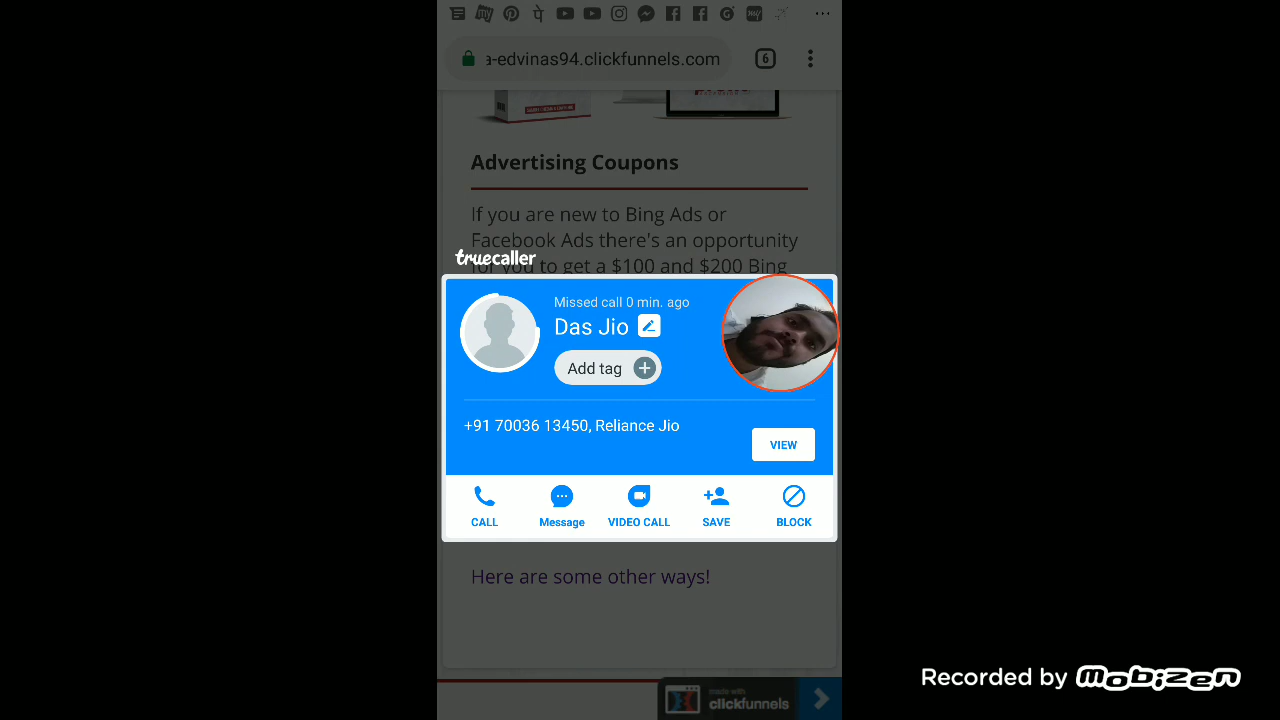 a-edvinas94.clickfunnels.com
6
Advertising Coupons
If you are new to Bing Ads or
Facebook Ads there's an opportunity
for you to get a $100 and $200 Bing
truecaller
Missed call 0 min. ago
Das Jio
Add tag
+91 70036 13450, Reliance Jio
VIEW
CALL
Message
VIDEO CALL
SAVE
BLOCK
Here are some other ways!
made with
clickfunnels
Recorded by MOBIZEN